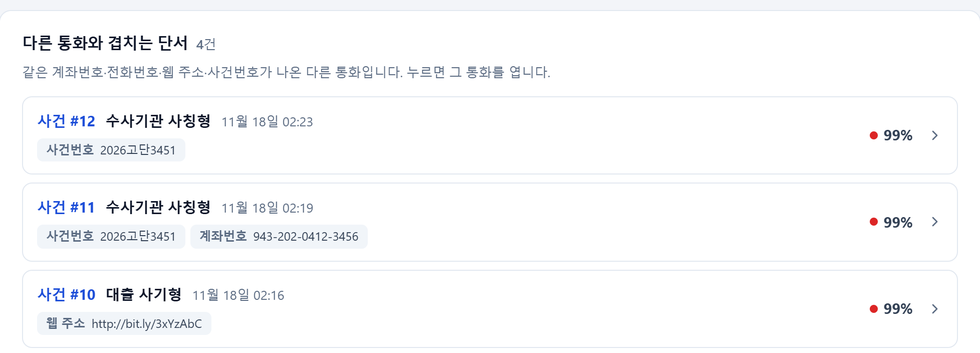 다른 통화와 겹치는 단서 4건
같은 계좌번호·전화번호·웹 주소·사건번호가 나온 다른 통화입니다. 누르면 그 통화를 엽니다.
사건 #12 수사기관 사칭형 11월 18일 02:23
사건번호 2026고단3451
99%
사건 #11 수사기관 사칭형 11월 18일 02:19
사건번호 2026고단3451 계좌번호 943-202-0412-3456
99%
사건 #10 대출 사기형 11월 18일 02:16
웹 주소 http://bit.ly/3xYzAbC
99%